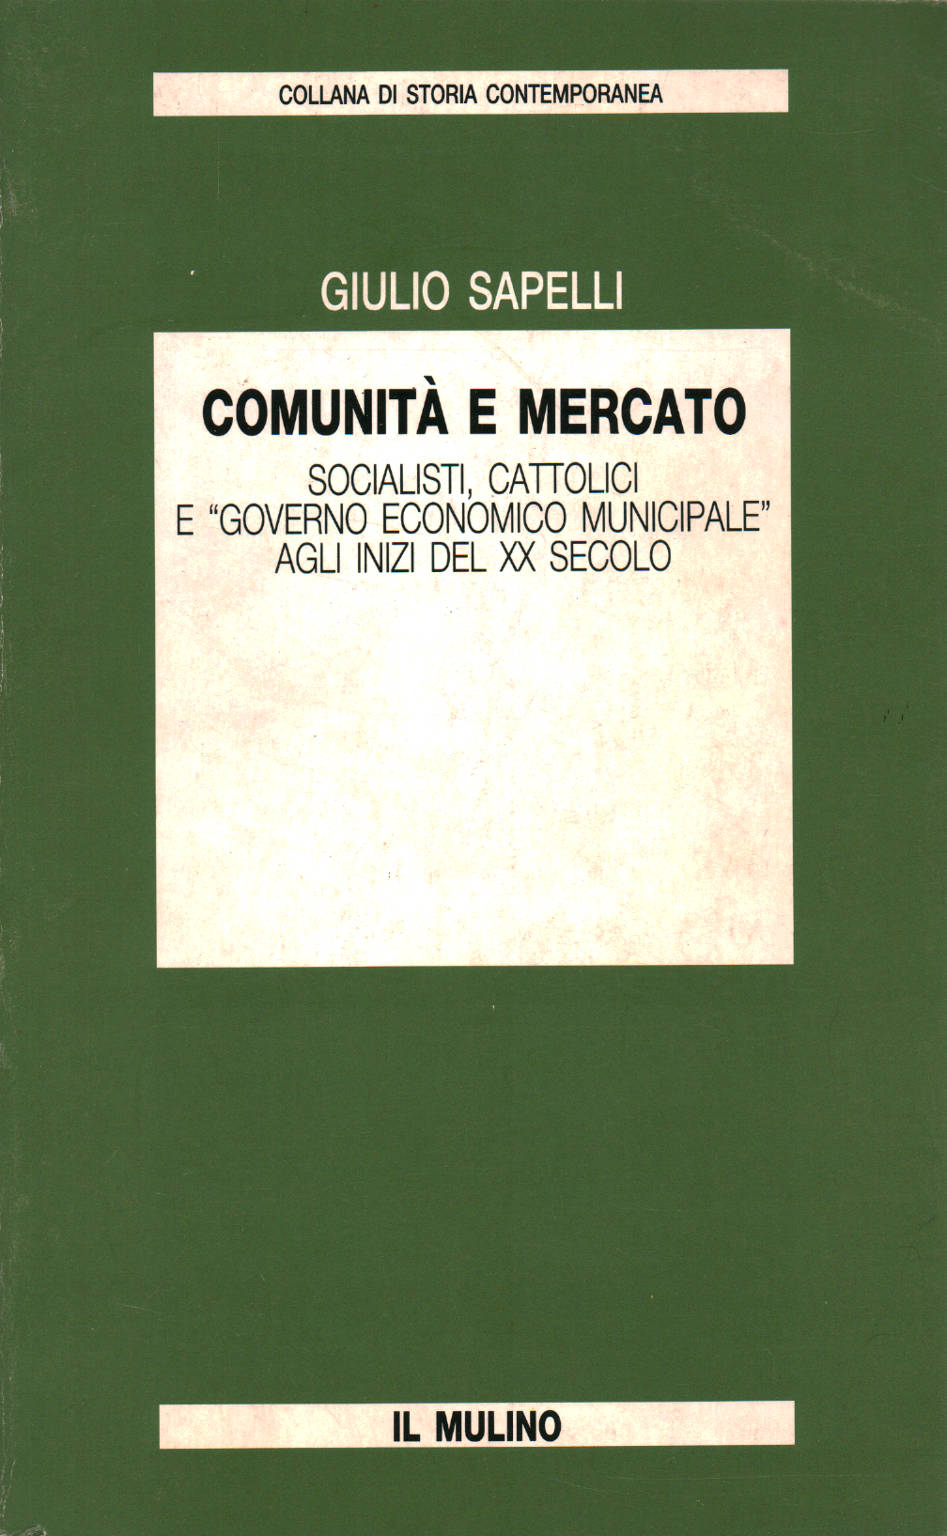 COLLANA DI STORIA CONTEMPORANEA
GIULIO SAPELLI
COMUNITÀ E MERCATO
SOCIALISTI, CATTOLICI
E “GOVERNO ECONOMICO MUNICIPALE”
AGLI INIZI DEL XX SECOLO
IL MULINO